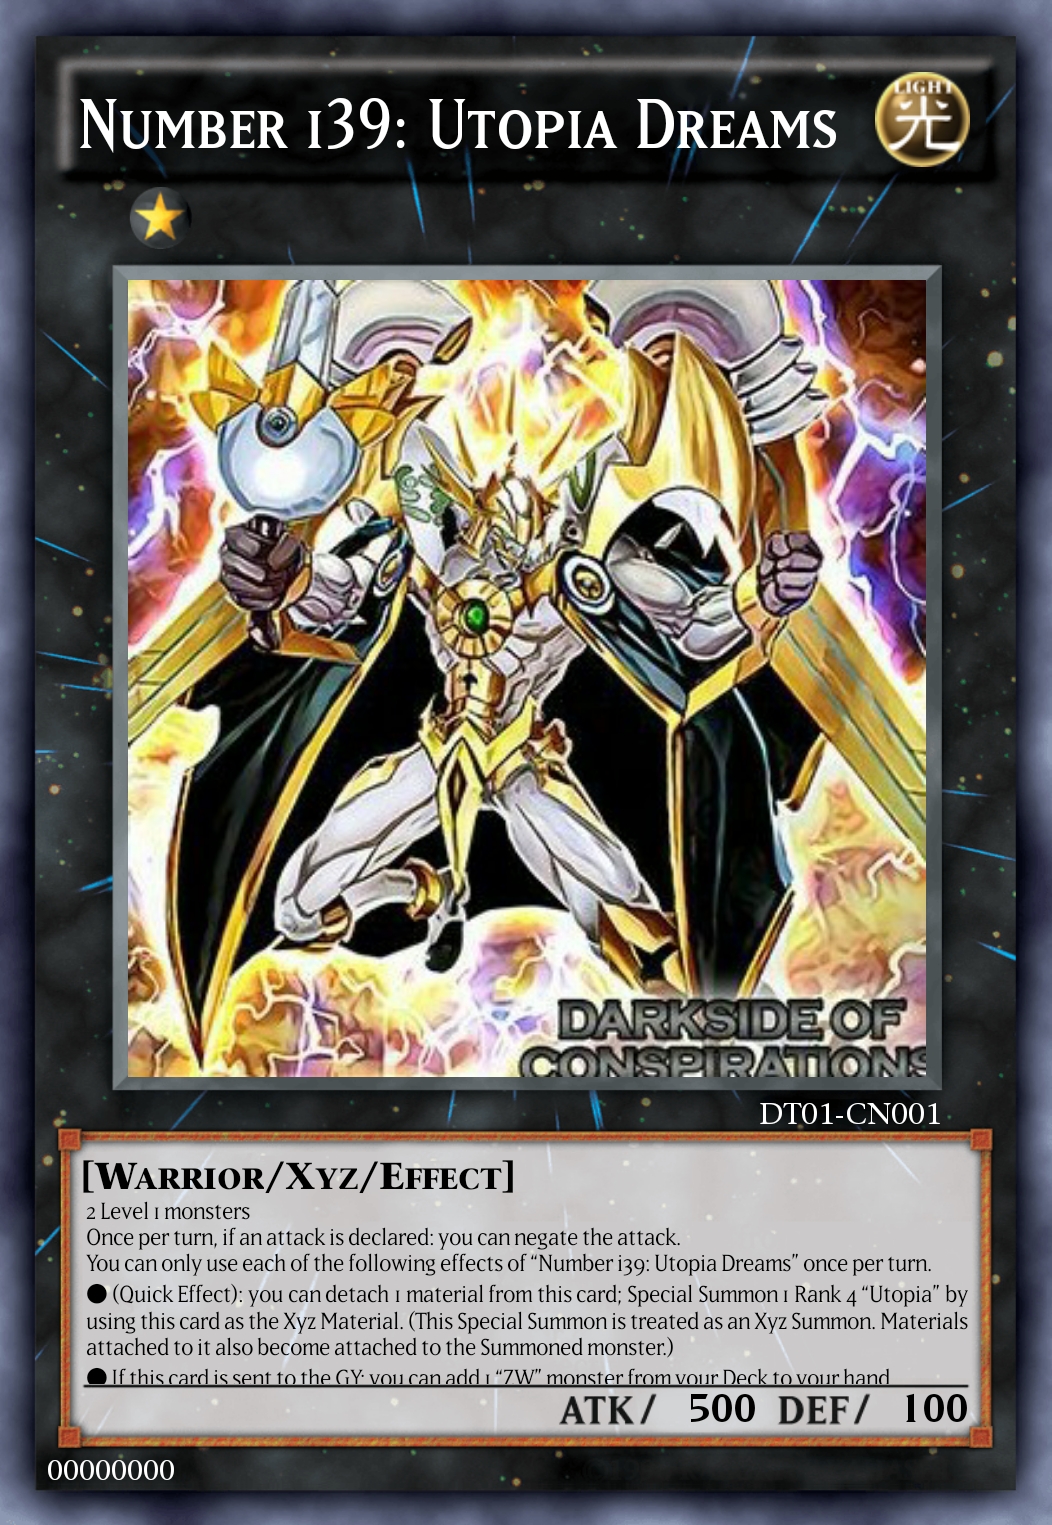 Number i39: Utopia Dreams
LIGHT
光
DARKSIDE OF
CONSPIRATIONS
DT01-CN001
[Warrior/Xyz/Effect]
2 Level 1 monsters
Once per turn, if an attack is declared: you can negate the attack.
You can only use each of the following effects of “Number i39: Utopia Dreams” once per turn.
● (Quick Effect): you can detach 1 material from this card; Special Summon 1 Rank 4 “Utopia” by
using this card as the Xyz Material. (This Special Summon is treated as an Xyz Summon. Materials
attached to it also become attached to the Summoned monster.)
● If this card is sent to the GY: you can add 1 “ZW” monster from your Deck to your hand
ATK/ 500 DEF/ 100
00000000